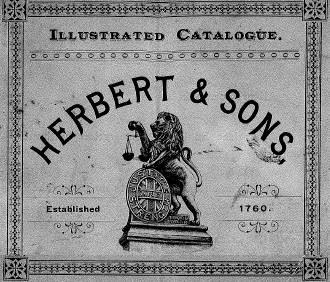 ILLUSTRATED CATALOGUE.
HERBERT & SONS,
Established 1760.